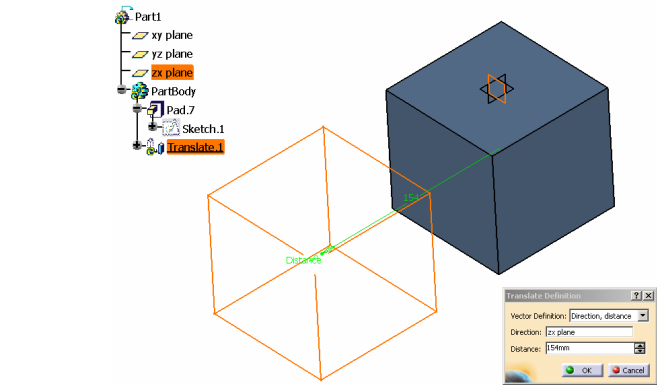 Part1
xy plane
yz plane
zx plane
PartBody
Pad.7
Sketch.1
Translate.1
154
Distance
Translate Definition
Vector Definition: Direction, distance
Direction: zx plane
Distance: 154mm
OK Cancel